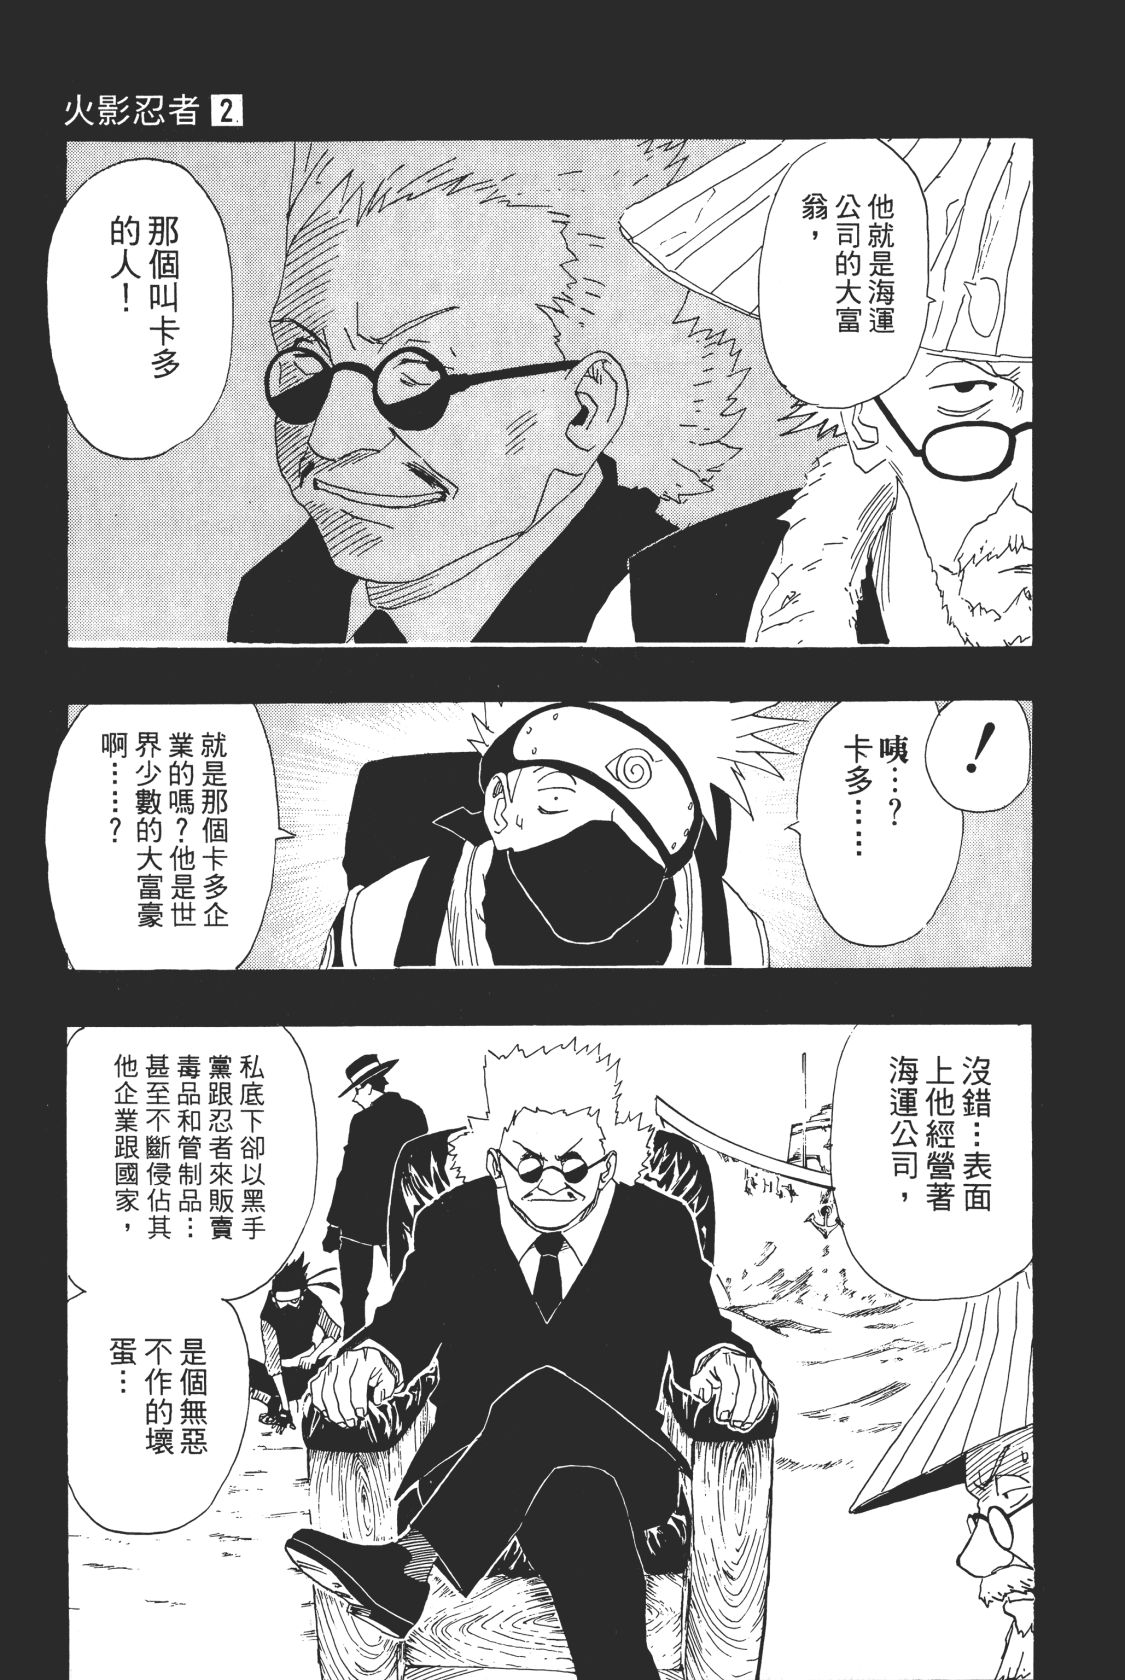 火影忍者 2
他就是海運
公司的大富
翁，
那個叫卡多
的人！
！
咦…？
卡多……
就是那個卡多企
業的嗎？他是世
界少數的大富豪
啊……？
沒錯…表面
上他經營著
海運公司，
私底下卻以黑手
黨跟忍者來販賣
毒品和管制品…
甚至不斷侵佔其
他企業跟國家，
是個無惡
不作的壞
蛋…